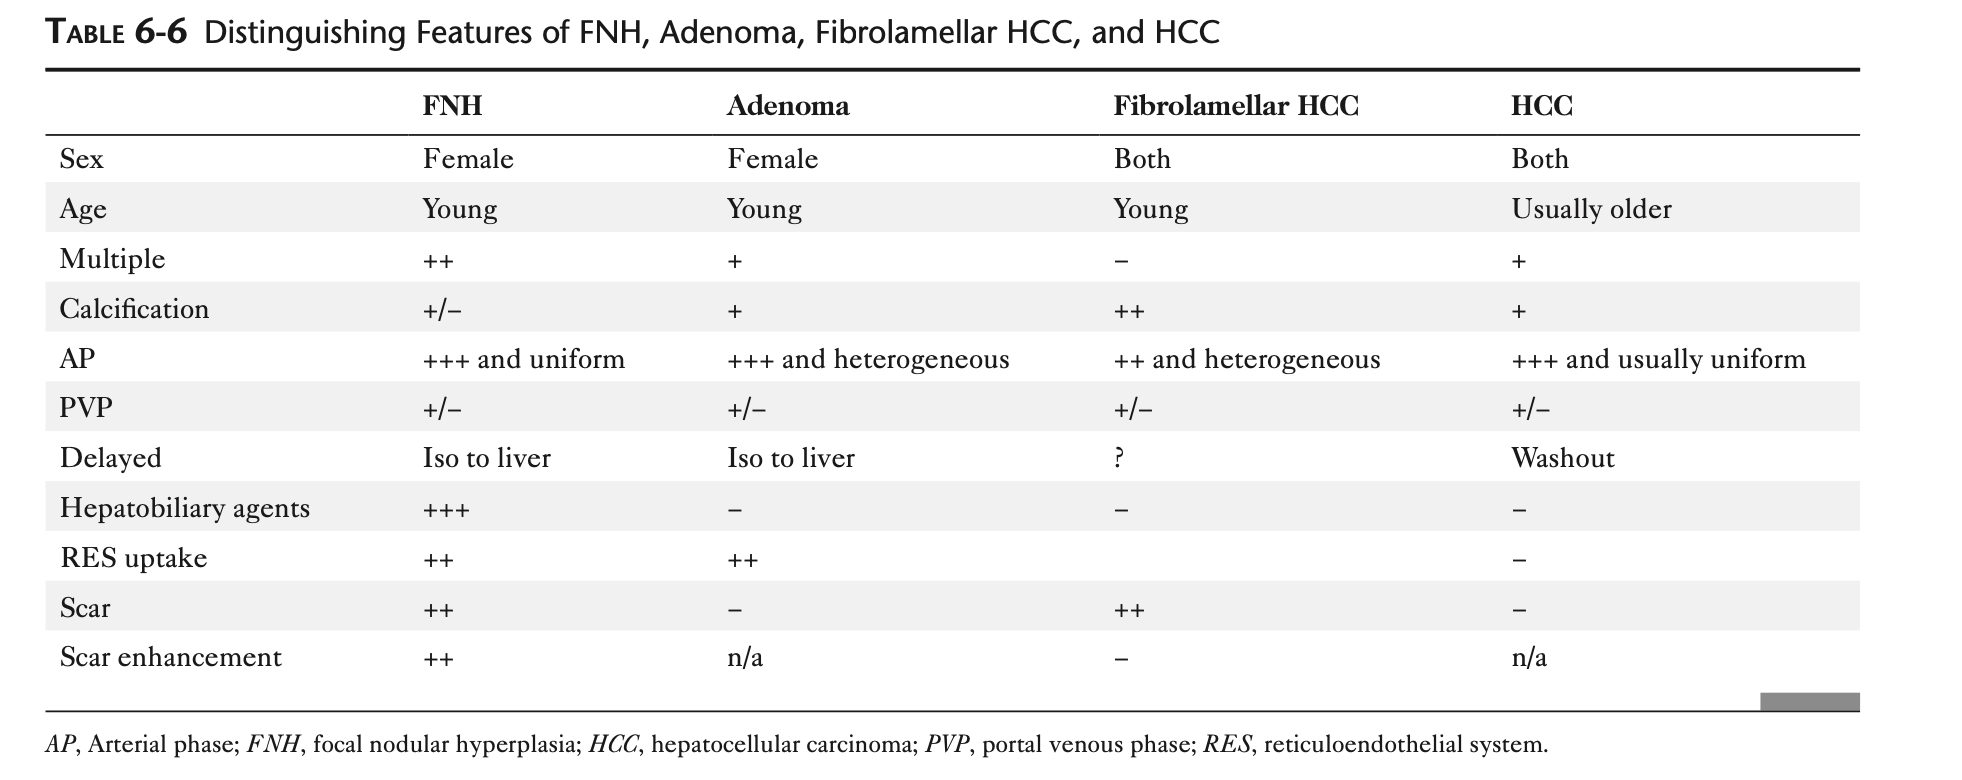 TABLE 6-6 Distinguishing Features of FNH, Adenoma, Fibrolamellar HCC, and HCC
FNH Adenoma Fibrolamellar HCC HCC
Sex Female Female Both Both
Age Young Young Young Usually older
Multiple ++ + – +
Calcification +/– + ++ +
AP +++ and uniform +++ and heterogeneous ++ and heterogeneous +++ and usually uniform
PVP +/– +/– +/– +/–
Delayed Iso to liver Iso to liver ? Washout
Hepatobiliary agents +++ – – –
RES uptake ++ ++ –
Scar ++ – ++ –
Scar enhancement ++ n/a – n/a
AP, Arterial phase; FNH, focal nodular hyperplasia; HCC, hepatocellular carcinoma; PVP, portal venous phase; RES, reticuloendothelial system.